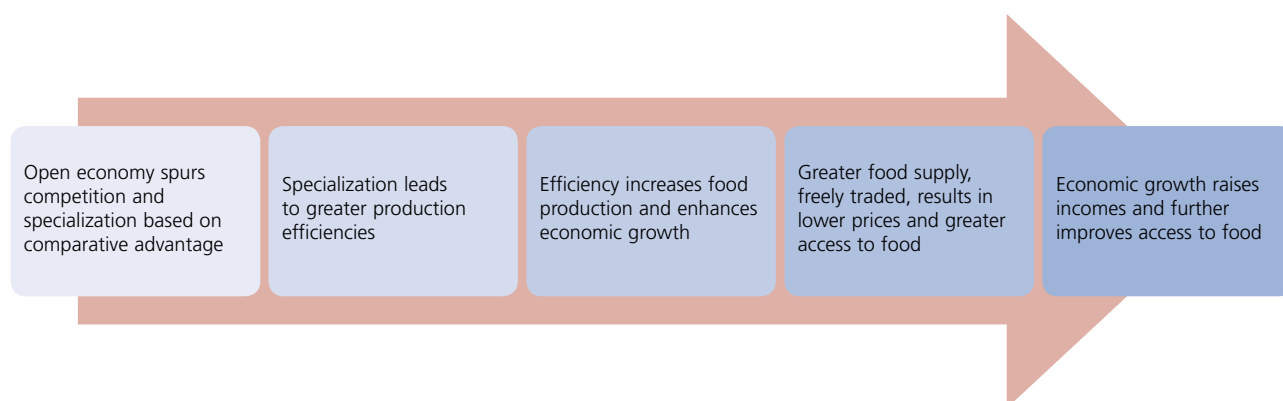 Open economy spurs
competition and
specialization based on
comparative advantage
Specialization leads
to greater production
efficiencies
Efficiency increases food
production and enhances
economic growth
Greater food supply,
freely traded, results in
lower prices and greater
access to food
Economic growth raises
incomes and further
improves access to food